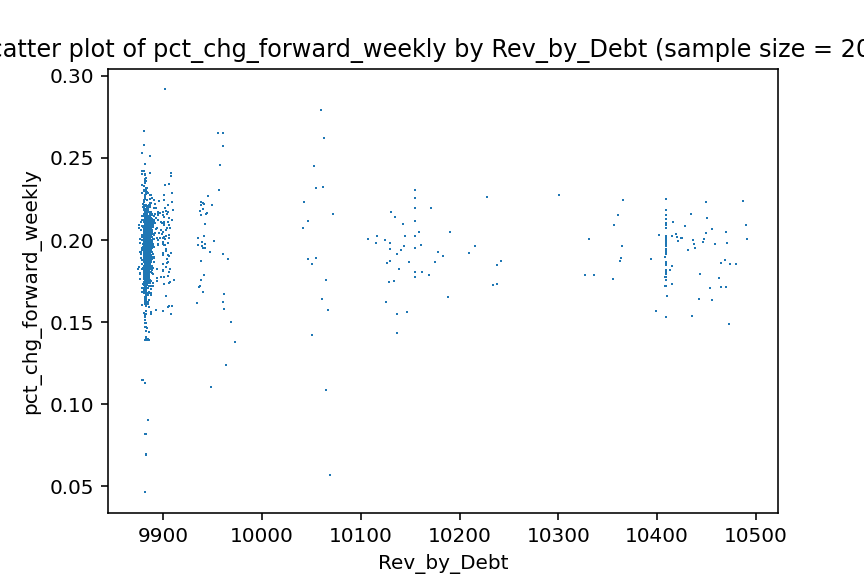 catter plot of pct_chg_forward_weekly by Rev_by_Debt (sample size = 20
0.30
0.25
0.20
0.15
0.10
0.05
pct_chg_forward_weekly
9900 10000 10100 10200 10300 10400 10500
Rev_by_Debt